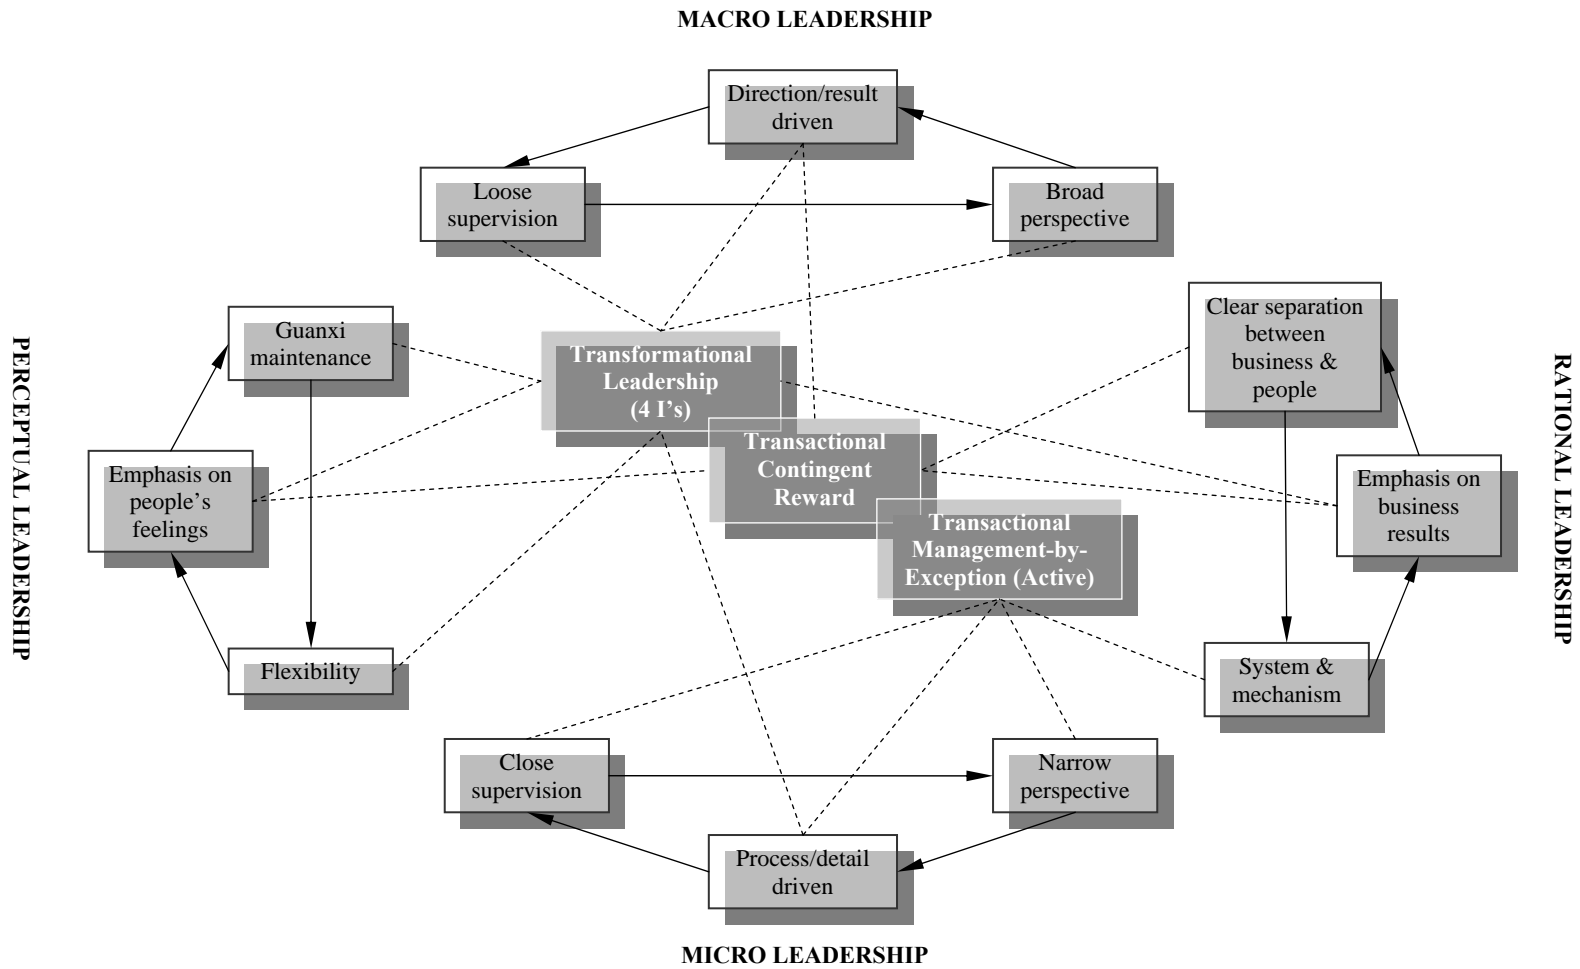 MACRO LEADERSHIP
Direction/result
driven
Loose
supervision
Broad
perspective
Guanxi
maintenance
Clear separation
between
business &
people
PERCEPTUAL LEADERSHIP
RATIONAL LEADERSHIP
Transformational
Leadership
(4 I's)
Transactional
Contingent
Reward
Emphasis on
people's
feelings
Emphasis on
business
results
Transactional
Management-by-
Exception (Active)
Flexibility
System &
mechanism
Close
supervision
Narrow
perspective
Process/detail
driven
MICRO LEADERSHIP